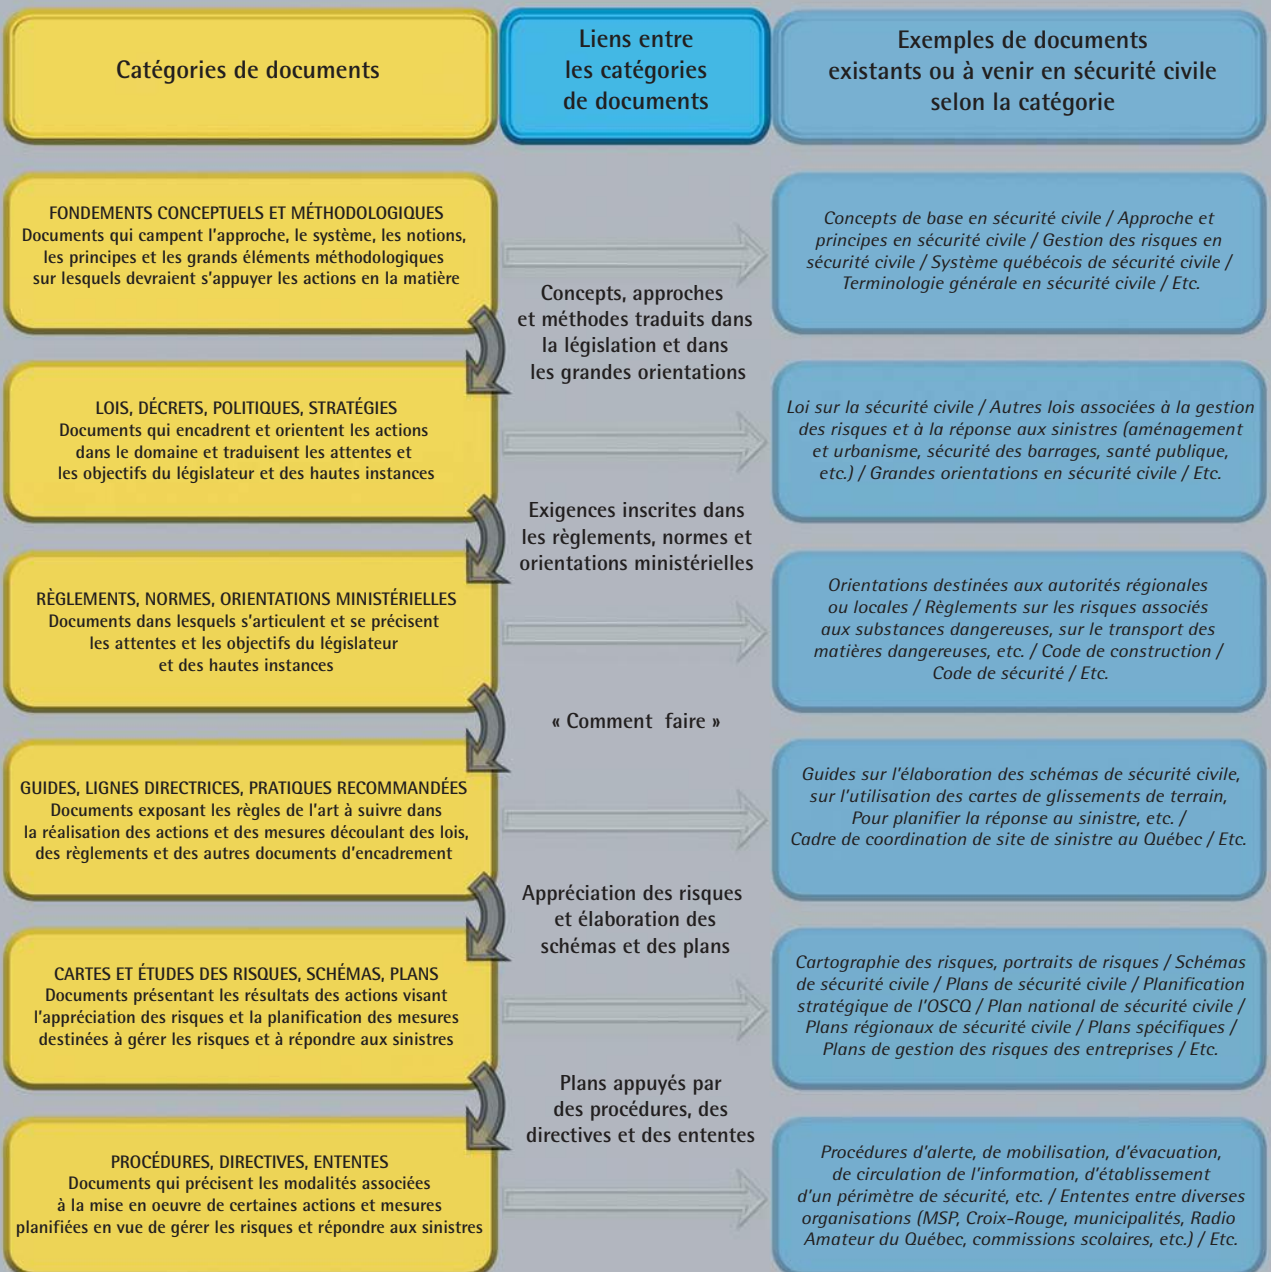 Catégories de documents
Liens entre
les catégories
de documents
Exemples de documents
existants ou à venir en sécurité civile
selon la catégorie
FONDEMENTS CONCEPTUELS ET MÉTHODOLOGIQUES
Documents qui campent l'approche, le système, les notions,
les principes et les grands éléments méthodologiques
sur lesquels devraient s'appuyer les actions en la matière
Concepts de base en sécurité civile / Approche et
principes en sécurité civile / Gestion des risques en
sécurité civile / Système québécois de sécurité civile /
Terminologie générale en sécurité civile / Etc.
Concepts, approches
et méthodes traduits dans
la législation et dans
les grandes orientations
LOIS, DÉCRETS, POLITIQUES, STRATÉGIES
Documents qui encadrent et orientent les actions
dans le domaine et traduisent les attentes et
les objectifs du législateur et des hautes instances
Loi sur la sécurité civile / Autres lois associées à la gestion
des risques et à la réponse aux sinistres (aménagement
et urbanisme, sécurité des barrages, santé publique,
etc.) / Grandes orientations en sécurité civile / Etc.
Exigences inscrites dans
les règlements, normes et
orientations ministérielles
RÈGLEMENTS, NORMES, ORIENTATIONS MINISTÉRIELLES
Documents dans lesquels s'articulent et se précisent
les attentes et les objectifs du législateur
et des hautes instances
Orientations destinées aux autorités régionales
ou locales / Règlements sur les risques associés
aux substances dangereuses, sur le transport des
matières dangereuses, etc. / Code de construction /
Code de sécurité / Etc.
« Comment faire »
GUIDES, LIGNES DIRECTRICES, PRATIQUES RECOMMANDÉES
Documents exposant les règles de l'art à suivre dans
la réalisation des actions et des mesures découlant des lois,
des règlements et des autres documents d'encadrement
Guides sur l'élaboration des schémas de sécurité civile,
sur l'utilisation des cartes de glissements de terrain,
Pour planifier la réponse au sinistre, etc. /
Cadre de coordination de site de sinistre au Québec / Etc.
Appréciation des risques
et élaboration des
schémas et des plans
CARTES ET ÉTUDES DES RISQUES, SCHÉMAS, PLANS
Documents présentant les résultats des actions visant
l'appréciation des risques et la planification des mesures
destinées à gérer les risques et à répondre aux sinistres
Cartographie des risques, portraits de risques / Schémas
de sécurité civile / Plans de sécurité civile / Planification
stratégique de l'OSCQ / Plan national de sécurité civile /
Plans régionaux de sécurité civile / Plans spécifiques /
Plans de gestion des risques des entreprises / Etc.
Plans appuyés par
des procédures, des
directives et des ententes
PROCÉDURES, DIRECTIVES, ENTENTES
Documents qui précisent les modalités associées
à la mise en oeuvre de certaines actions et mesures
planifiées en vue de gérer les risques et répondre aux sinistres
Procédures d'alerte, de mobilisation, d'évacuation,
de circulation de l'information, d'établissement
d'un périmètre de sécurité, etc. / Ententes entre diverses
organisations (MSP, Croix-Rouge, municipalités, Radio
Amateur du Québec, commissions scolaires, etc.) / Etc.